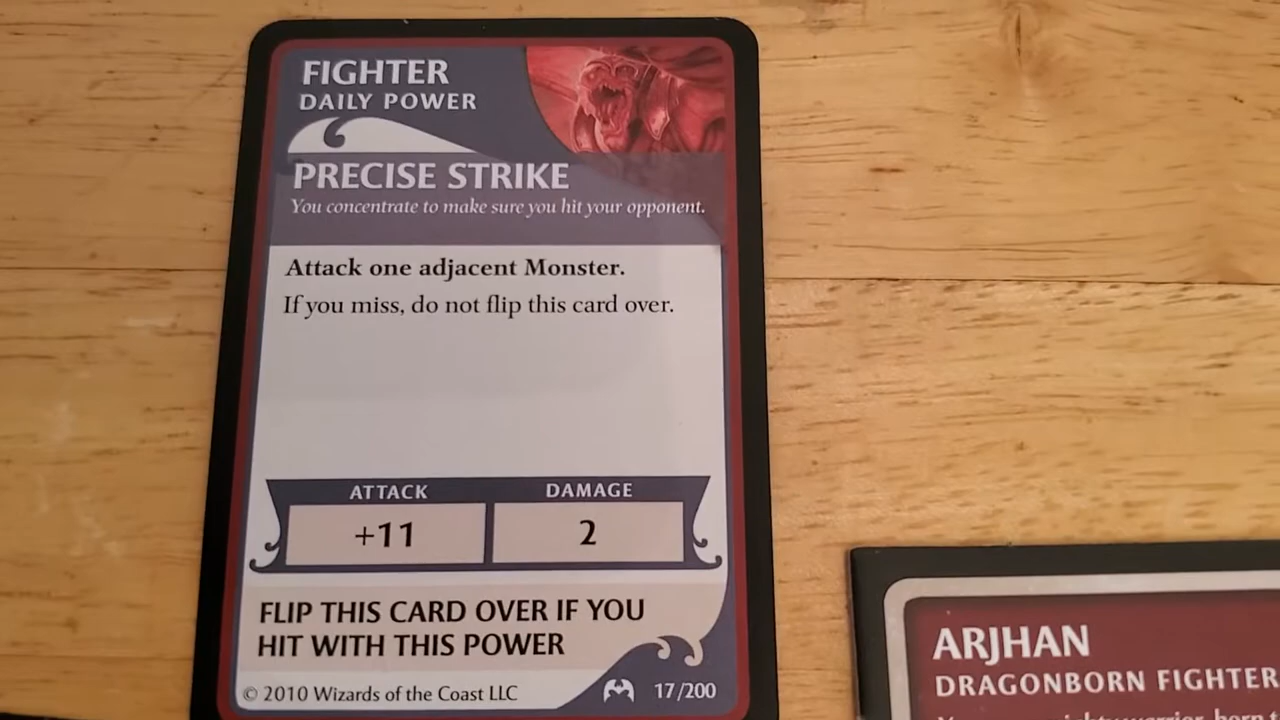 FIGHTER
DAILY POWER
PRECISE STRIKE
You concentrate to make sure you hit your opponent.
Attack one adjacent Monster.
If you miss, do not flip this card over.
ATTACK DAMAGE
+11 2
FLIP THIS CARD OVER IF YOU
HIT WITH THIS POWER
© 2010 Wizards of the Coast LLC 17/200
ARJHAN
DRAGONBORN FIGHTER